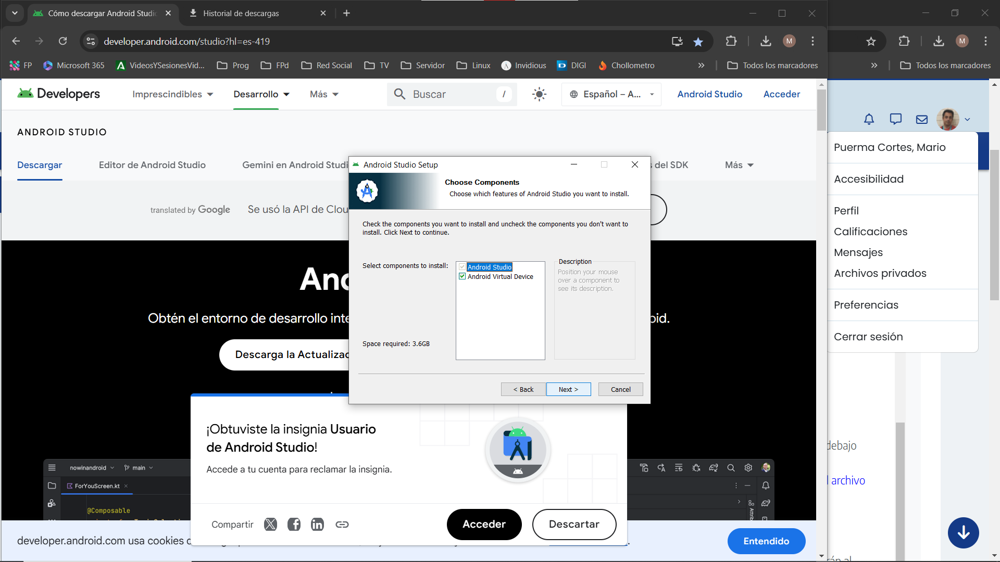 Cómo descargar Android Studio
Historial de descargas
developer.android.com/studio?hl=es-419
M
M
FP
Microsoft 365
VideosYSesionesVid...
Prog
FPd
Red Social
TV
Servidor
Linux
Invidious
DIGI
Chollometro
Todos los marcadores
Todos los marcadores
Developers
Imprescindibles
Desarrollo
Más
Buscar
/
Español – A...
Android Studio
Acceder
ANDROID STUDIO
Descargar
Editor de Android Studio
Gemini en Android Studi
del SDK
Más
translated by Google
Se usó la API de Clou
Android Studio Setup
Choose Components
Choose which features of Android Studio you want to install.
Check the components you want to install and uncheck the components you don't want to
install. Click Next to continue.
Select components to install:
Android Studio
Android Virtual Device
Description
Position your mouse
over a component to
see its description.
Space required: 3.6GB
< Back
Next >
Cancel
And
Obtén el entorno de desarrollo inte
oid.
Descarga la Actualizac
¡Obtuviste la insignia Usuario
de Android Studio!
Accede a tu cuenta para reclamar la insignia.
Compartir
Acceder
Descartar
nowinandroid
main
ForYouScreen.kt
@Composable
Attrib
developer.android.com usa cookies
Entendido
Puerma Cortes, Mario
Accesibilidad
Perfil
Calificaciones
Mensajes
Archivos privados
Preferencias
Cerrar sesión
debajo
l archivo
rán al